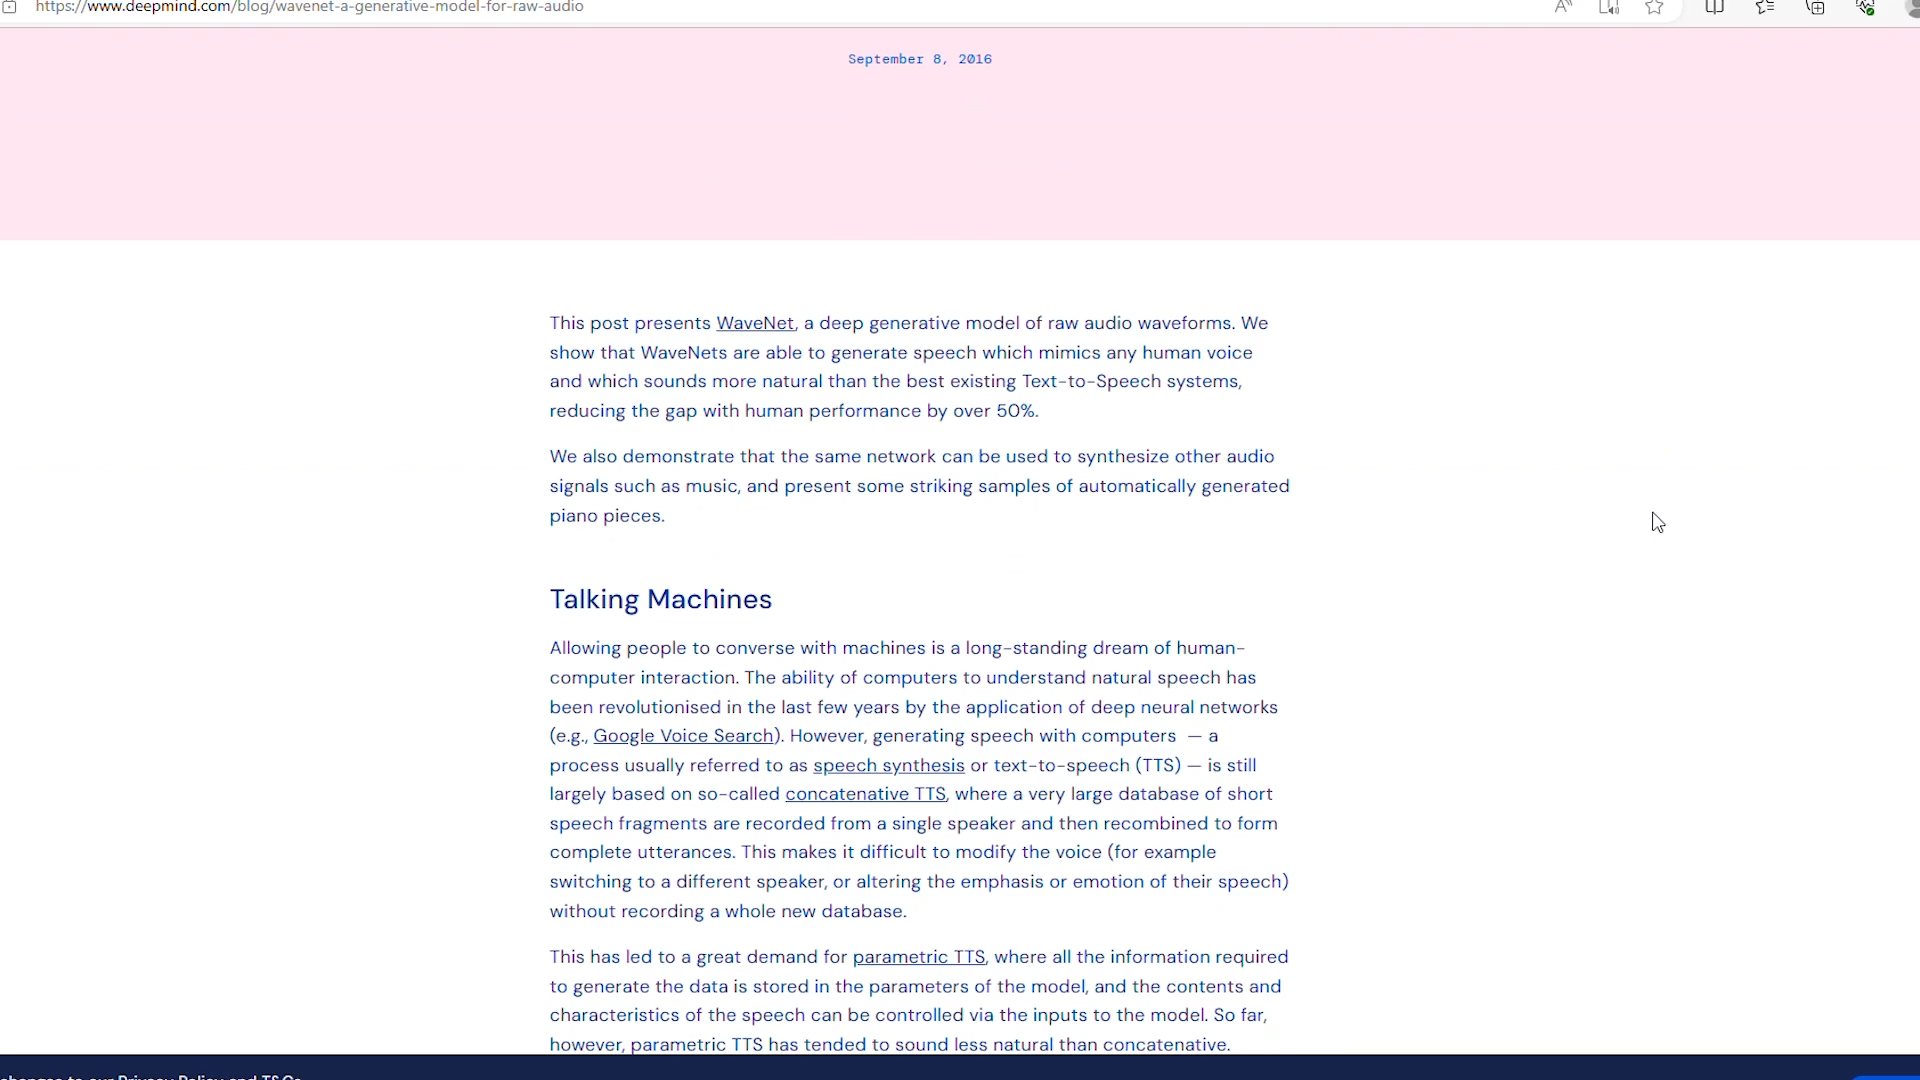 https://www.deepmind.com/blog/wavenet-a-generative-model-for-raw-audio
September 8, 2016
This post presents WaveNet, a deep generative model of raw audio waveforms. We
show that WaveNets are able to generate speech which mimics any human voice
and which sounds more natural than the best existing Text-to-Speech systems,
reducing the gap with human performance by over 50%.
We also demonstrate that the same network can be used to synthesize other audio
signals such as music, and present some striking samples of automatically generated
piano pieces.
Talking Machines
Allowing people to converse with machines is a long-standing dream of human-
computer interaction. The ability of computers to understand natural speech has
been revolutionised in the last few years by the application of deep neural networks
(e.g., Google Voice Search). However, generating speech with computers — a
process usually referred to as speech synthesis or text-to-speech (TTS) — is still
largely based on so-called concatenative TTS, where a very large database of short
speech fragments are recorded from a single speaker and then recombined to form
complete utterances. This makes it difficult to modify the voice (for example
switching to a different speaker, or altering the emphasis or emotion of their speech)
without recording a whole new database.
This has led to a great demand for parametric TTS, where all the information required
to generate the data is stored in the parameters of the model, and the contents and
characteristics of the speech can be controlled via the inputs to the model. So far,
however, parametric TTS has tended to sound less natural than concatenative.
changes to our Privacy Policy and T&Cs